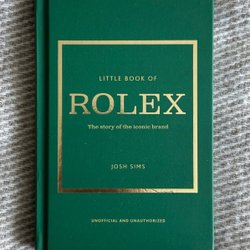 LITTLE BOOK OF
ROLEX
The story of the iconic brand
JOSH SIMS
UNOFFICIAL AND UNAUTHORIZED